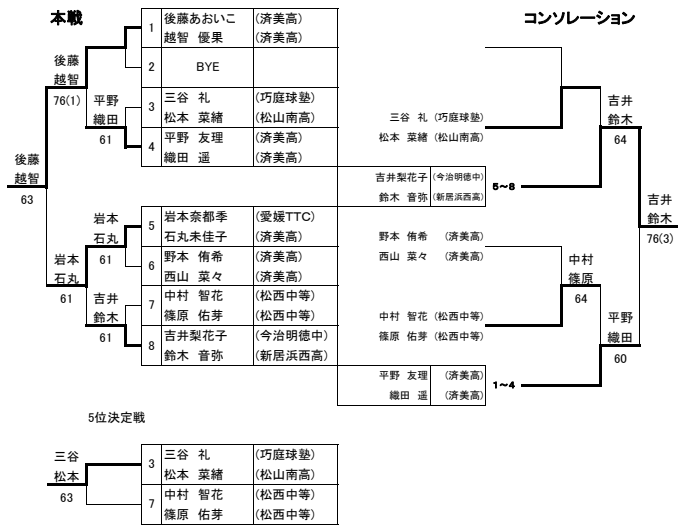 本戦
コンソレーション
1 後藤あおいこ (済美高)
越智 優果 (済美高)
2 BYE
3 三谷 礼 (巧庭球塾)
松本 菜緒 (松山南高)
4 平野 友理 (済美高)
織田 遥 (済美高)
後藤
越智
76(1)
平野
織田
61
後藤
越智
63
5 岩本奈都季 (愛媛TTC)
石丸未佳子 (済美高)
6 野本 侑希 (済美高)
西山 菜々 (済美高)
7 中村 智花 (松西中等)
篠原 佑芽 (松西中等)
8 吉井梨花子 (今治明徳中)
鈴木 音弥 (新居浜西高)
岩本
石丸
61
岩本
石丸
61
吉井
鈴木
61
三谷 礼 (巧庭球塾)
松本 菜緒 (松山南高)
吉井梨花子 (今治明徳中)
鈴木 音弥 (新居浜西高)
5~8
吉井
鈴木
64
吉井
鈴木
76(3)
野本 侑希 (済美高)
西山 菜々 (済美高)
中村 智花 (松西中等)
篠原 佑芽 (松西中等)
中村
篠原
64
平野 友理 (済美高)
織田 遥 (済美高)
1~4
平野
織田
60
5位決定戦
3 三谷 礼 (巧庭球塾)
松本 菜緒 (松山南高)
7 中村 智花 (松西中等)
篠原 佑芽 (松西中等)
三谷
松本
63